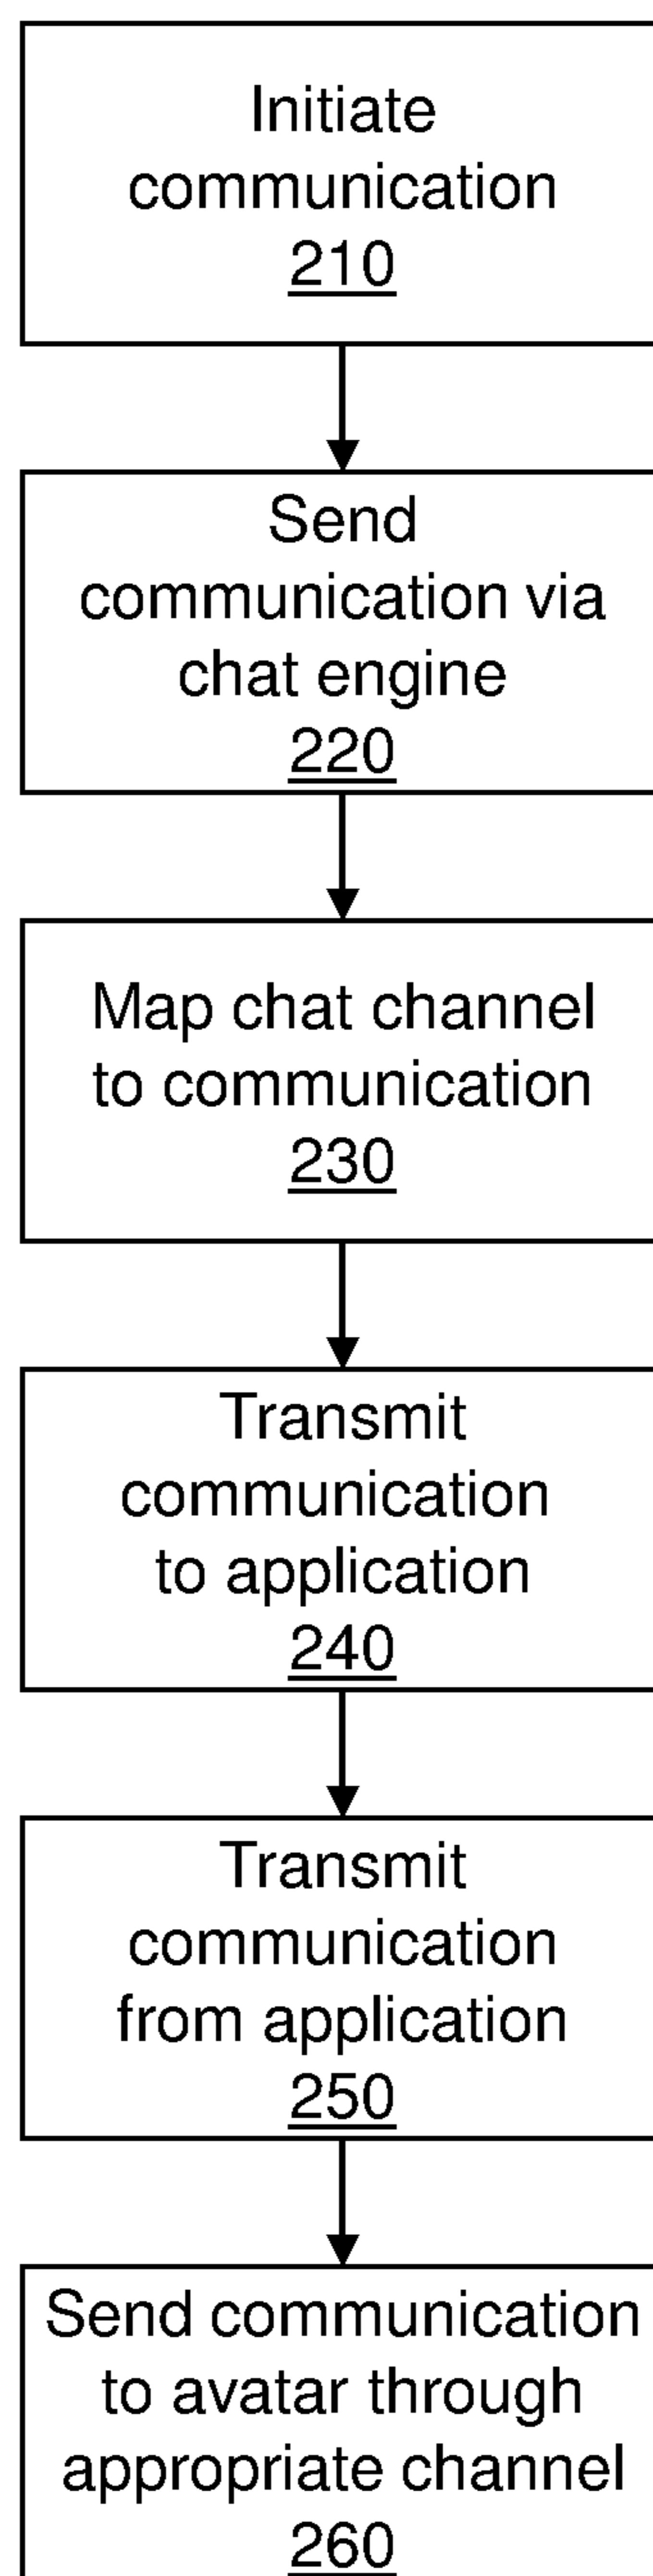 Initiate
communication
210
Send
communication via
chat engine
220
Map chat channel
to communication
230
Transmit
communication
to application
240
Transmit
communication
from application
250
Send communication
to avatar through
appropriate channel
260